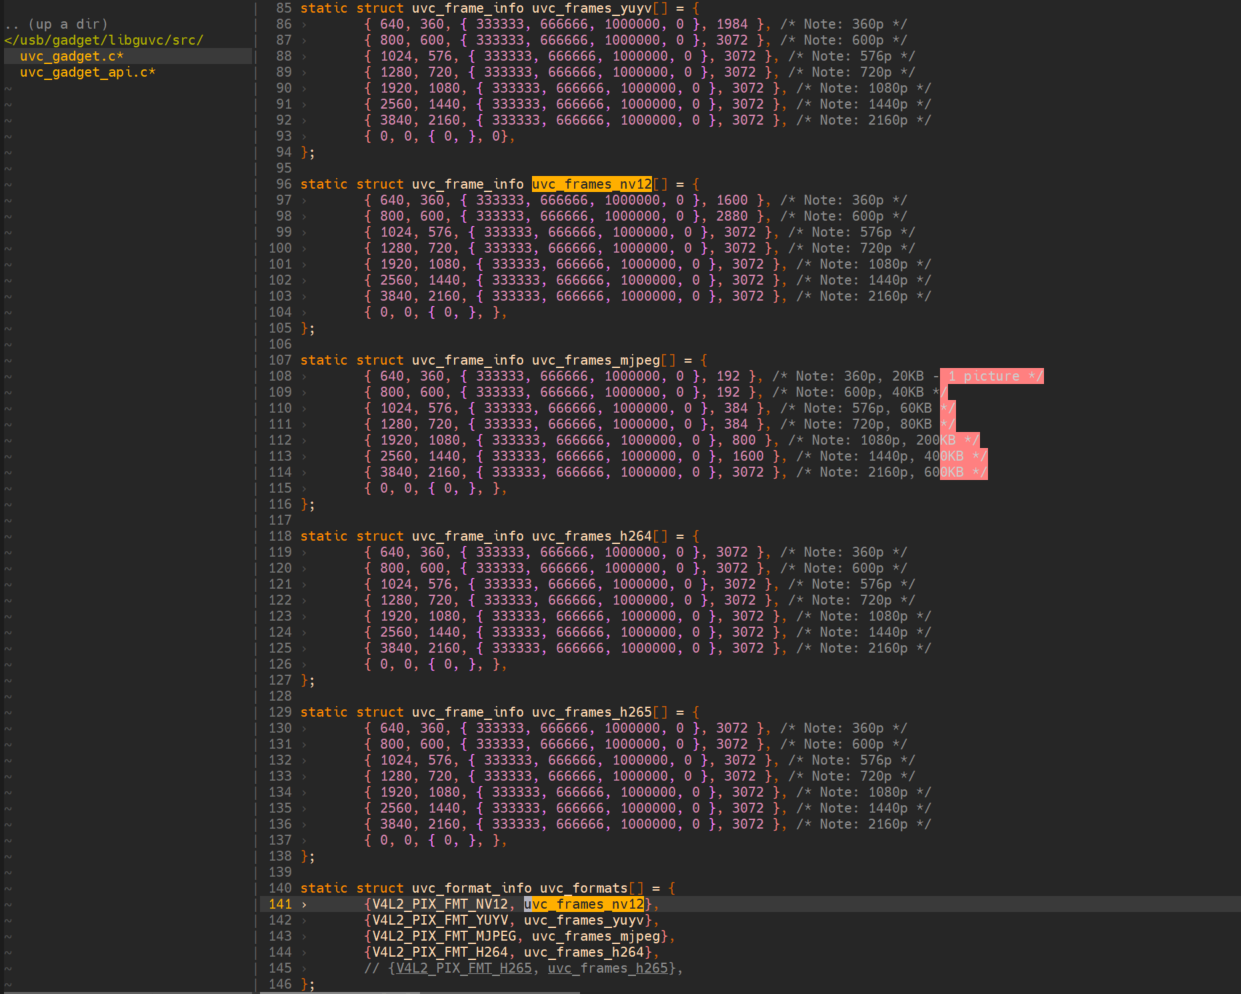 .. (up a dir)
</usb/gadget/libguvc/src/
uvc_gadget.c*
uvc_gadget_api.c*
85 static struct uvc_frame_info uvc_frames_yuyv[] = {
86 › { 640, 360, { 333333, 666666, 1000000, 0 }, 1984 }, /* Note: 360p */
87 › { 800, 600, { 333333, 666666, 1000000, 0 }, 3072 }, /* Note: 600p */
88 › { 1024, 576, { 333333, 666666, 1000000, 0 }, 3072 }, /* Note: 576p */
89 › { 1280, 720, { 333333, 666666, 1000000, 0 }, 3072 }, /* Note: 720p */
90 › { 1920, 1080, { 333333, 666666, 1000000, 0 }, 3072 }, /* Note: 1080p */
91 › { 2560, 1440, { 333333, 666666, 1000000, 0 }, 3072 }, /* Note: 1440p */
92 › { 3840, 2160, { 333333, 666666, 1000000, 0 }, 3072 }, /* Note: 2160p */
93 › { 0, 0, { 0, }, 0},
94 };
95
96 static struct uvc_frame_info uvc_frames_nv12[] = {
97 › { 640, 360, { 333333, 666666, 1000000, 0 }, 1600 }, /* Note: 360p */
98 › { 800, 600, { 333333, 666666, 1000000, 0 }, 2880 }, /* Note: 600p */
99 › { 1024, 576, { 333333, 666666, 1000000, 0 }, 3072 }, /* Note: 576p */
100 › { 1280, 720, { 333333, 666666, 1000000, 0 }, 3072 }, /* Note: 720p */
101 › { 1920, 1080, { 333333, 666666, 1000000, 0 }, 3072 }, /* Note: 1080p */
102 › { 2560, 1440, { 333333, 666666, 1000000, 0 }, 3072 }, /* Note: 1440p */
103 › { 3840, 2160, { 333333, 666666, 1000000, 0 }, 3072 }, /* Note: 2160p */
104 › { 0, 0, { 0, }, },
105 };
106
107 static struct uvc_frame_info uvc_frames_mjpeg[] = {
108 › { 640, 360, { 333333, 666666, 1000000, 0 }, 192 }, /* Note: 360p, 20KB - 1 picture */
109 › { 800, 600, { 333333, 666666, 1000000, 0 }, 192 }, /* Note: 600p, 40KB */
110 › { 1024, 576, { 333333, 666666, 1000000, 0 }, 384 }, /* Note: 576p, 60KB */
111 › { 1280, 720, { 333333, 666666, 1000000, 0 }, 384 }, /* Note: 720p, 80KB */
112 › { 1920, 1080, { 333333, 666666, 1000000, 0 }, 800 }, /* Note: 1080p, 200KB */
113 › { 2560, 1440, { 333333, 666666, 1000000, 0 }, 1600 }, /* Note: 1440p, 400KB */
114 › { 3840, 2160, { 333333, 666666, 1000000, 0 }, 3072 }, /* Note: 2160p, 600KB */
115 › { 0, 0, { 0, }, },
116 };
117
118 static struct uvc_frame_info uvc_frames_h264[] = {
119 › { 640, 360, { 333333, 666666, 1000000, 0 }, 3072 }, /* Note: 360p */
120 › { 800, 600, { 333333, 666666, 1000000, 0 }, 3072 }, /* Note: 600p */
121 › { 1024, 576, { 333333, 666666, 1000000, 0 }, 3072 }, /* Note: 576p */
122 › { 1280, 720, { 333333, 666666, 1000000, 0 }, 3072 }, /* Note: 720p */
123 › { 1920, 1080, { 333333, 666666, 1000000, 0 }, 3072 }, /* Note: 1080p */
124 › { 2560, 1440, { 333333, 666666, 1000000, 0 }, 3072 }, /* Note: 1440p */
125 › { 3840, 2160, { 333333, 666666, 1000000, 0 }, 3072 }, /* Note: 2160p */
126 › { 0, 0, { 0, }, },
127 };
128
129 static struct uvc_frame_info uvc_frames_h265[] = {
130 › { 640, 360, { 333333, 666666, 1000000, 0 }, 3072 }, /* Note: 360p */
131 › { 800, 600, { 333333, 666666, 1000000, 0 }, 3072 }, /* Note: 600p */
132 › { 1024, 576, { 333333, 666666, 1000000, 0 }, 3072 }, /* Note: 576p */
133 › { 1280, 720, { 333333, 666666, 1000000, 0 }, 3072 }, /* Note: 720p */
134 › { 1920, 1080, { 333333, 666666, 1000000, 0 }, 3072 }, /* Note: 1080p */
135 › { 2560, 1440, { 333333, 666666, 1000000, 0 }, 3072 }, /* Note: 1440p */
136 › { 3840, 2160, { 333333, 666666, 1000000, 0 }, 3072 }, /* Note: 2160p */
137 › { 0, 0, { 0, }, },
138 };
139
140 static struct uvc_format_info uvc_formats[] = {
141 › {V4L2_PIX_FMT_NV12, uvc_frames_nv12},
142 › {V4L2_PIX_FMT_YUYV, uvc_frames_yuyv},
143 › {V4L2_PIX_FMT_MJPEG, uvc_frames_mjpeg},
144 › {V4L2_PIX_FMT_H264, uvc_frames_h264},
145 › // {V4L2_PIX_FMT_H265, uvc_frames_h265},
146 };